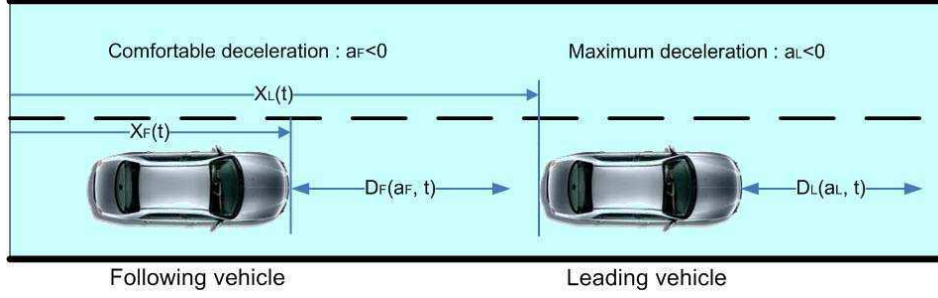 Comfortable deceleration : aF<0 Maximum deceleration : aL<0
XL(t)
XF(t)
DF(aF, t) DL(aL, t)
Following vehicle Leading vehicle